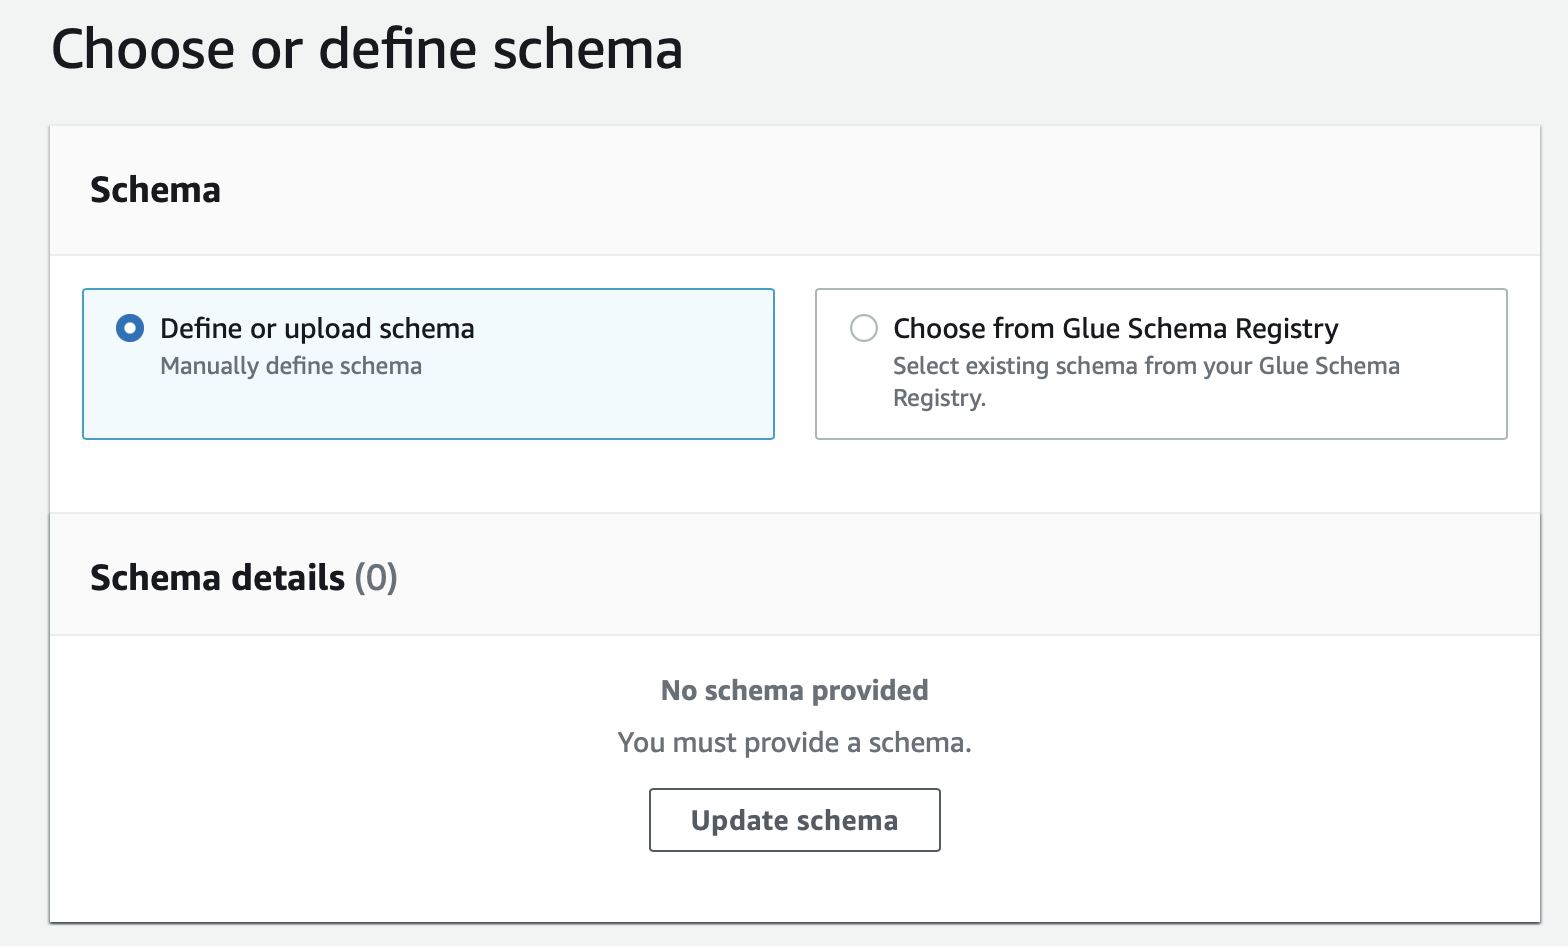 Choose or define schema
Schema
Define or upload schema
Manually define schema
Choose from Glue Schema Registry
Select existing schema from your Glue Schema
Registry.
Schema details (0)
No schema provided
You must provide a schema.
Update schema